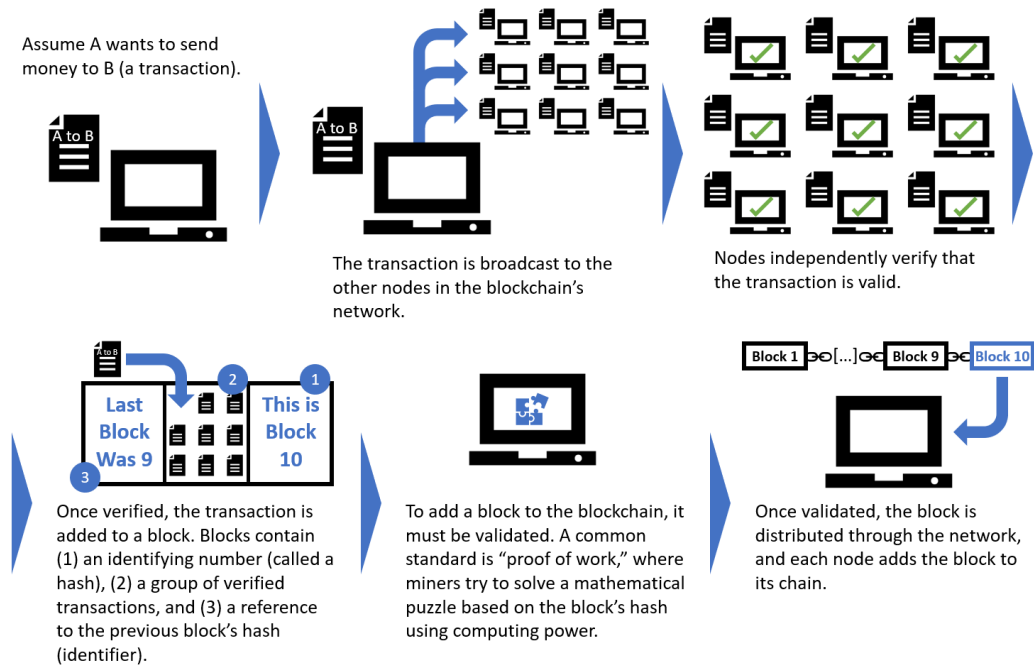 Assume A wants to send
money to B (a transaction).
A to B
A to B
The transaction is broadcast to the
other nodes in the blockchain's
network.
Nodes independently verify that
the transaction is valid.
A to B
Last
Block
Was 9
3
2
1
This is
Block
10
Once verified, the transaction is
added to a block. Blocks contain
(1) an identifying number (called a
hash), (2) a group of verified
transactions, and (3) a reference
to the previous block's hash
(identifier).
To add a block to the blockchain, it
must be validated. A common
standard is “proof of work,” where
miners try to solve a mathematical
puzzle based on the block's hash
using computing power.
Block 1 [...] Block 9 Block 10
Once validated, the block is
distributed through the network,
and each node adds the block to
its chain.